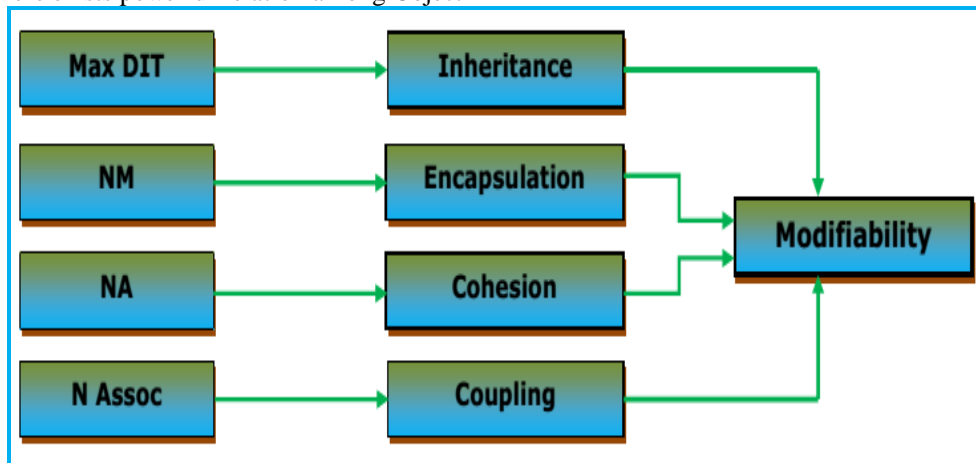 Max DIT
Inheritance
NM
Encapsulation
Modifiability
NA
Cohesion
N Assoc
Coupling